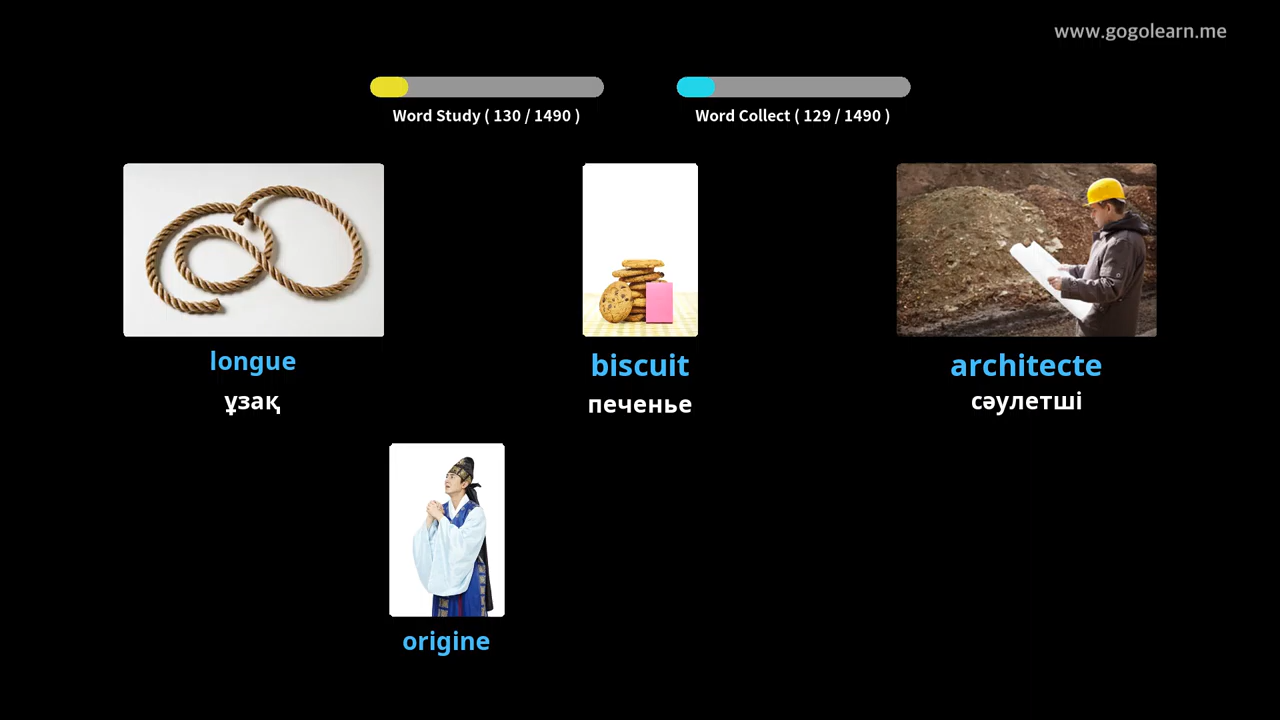 www.gogolearn.me
Word Study ( 130 / 1490 )
Word Collect ( 129 / 1490 )
longue
ұзақ
biscuit
печенье
architecte
сәулетші
origine